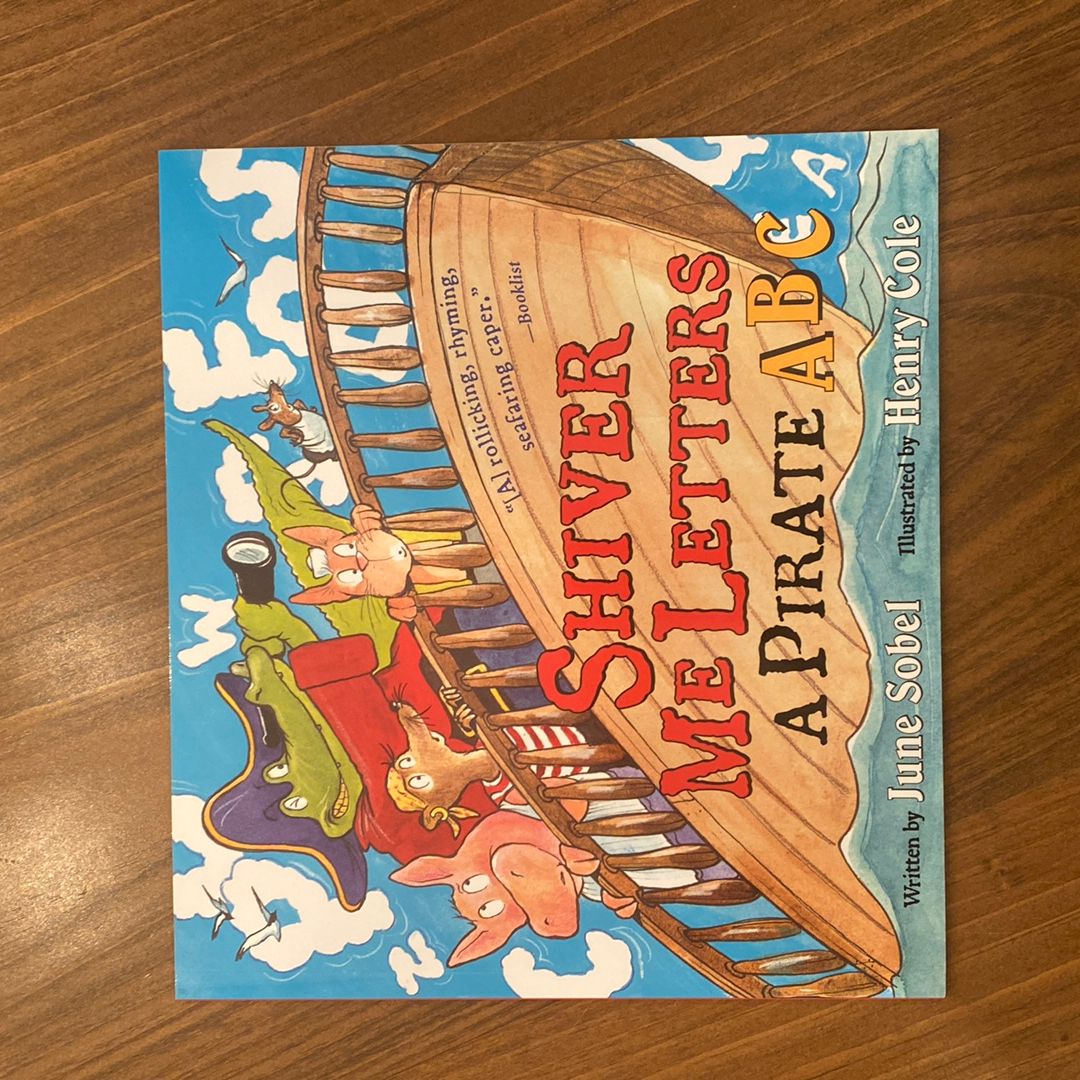 “[A] rollicking, rhyming,
seafaring caper.”
—Booklist
SHIVER
ME LETTERS
A PIRATE ABC
Written by June Sobel
Illustrated by Henry Cole